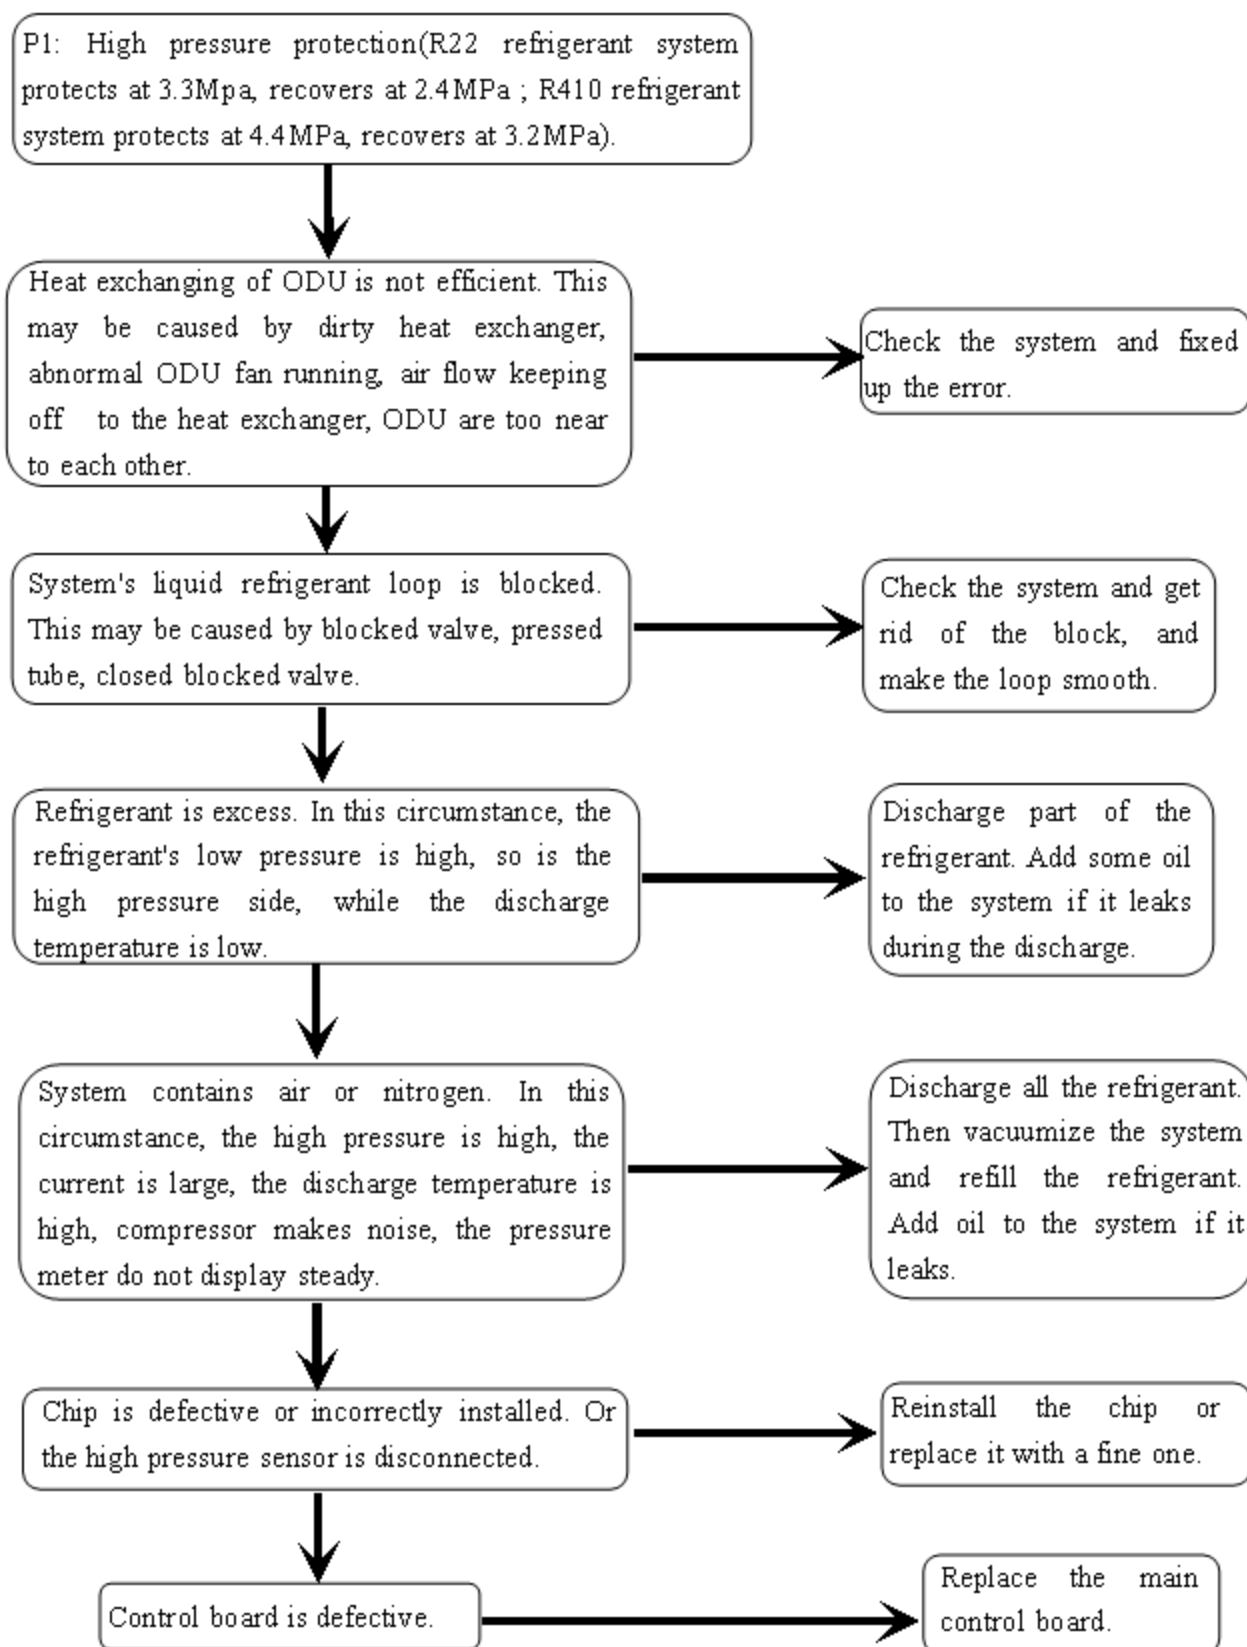 P1: High pressure protection(R22 refrigerant system
protects at 3.3Mpa, recovers at 2.4MPa ; R410 refrigerant
system protects at 4.4MPa, recovers at 3.2MPa).
Heat exchanging of ODU is not efficient. This
may be caused by dirty heat exchanger,
abnormal ODU fan running, air flow keeping
off to the heat exchanger, ODU are too near
to each other.
Check the system and fixed
up the error.
System's liquid refrigerant loop is blocked.
This may be caused by blocked valve, pressed
tube, closed blocked valve.
Check the system and get
rid of the block, and
make the loop smooth.
Refrigerant is excess. In this circumstance, the
refrigerant's low pressure is high, so is the
high pressure side, while the discharge
temperature is low.
Discharge part of the
refrigerant. Add some oil
to the system if it leaks
during the discharge.
System contains air or nitrogen. In this
circumstance, the high pressure is high, the
current is large, the discharge temperature is
high, compressor makes noise, the pressure
meter do not display steady.
Discharge all the refrigerant.
Then vacuumize the system
and refill the refrigerant.
Add oil to the system if it
leaks.
Chip is defective or incorrectly installed. Or
the high pressure sensor is disconnected.
Reinstall the chip or
replace it with a fine one.
Control board is defective.
Replace the main
control board.